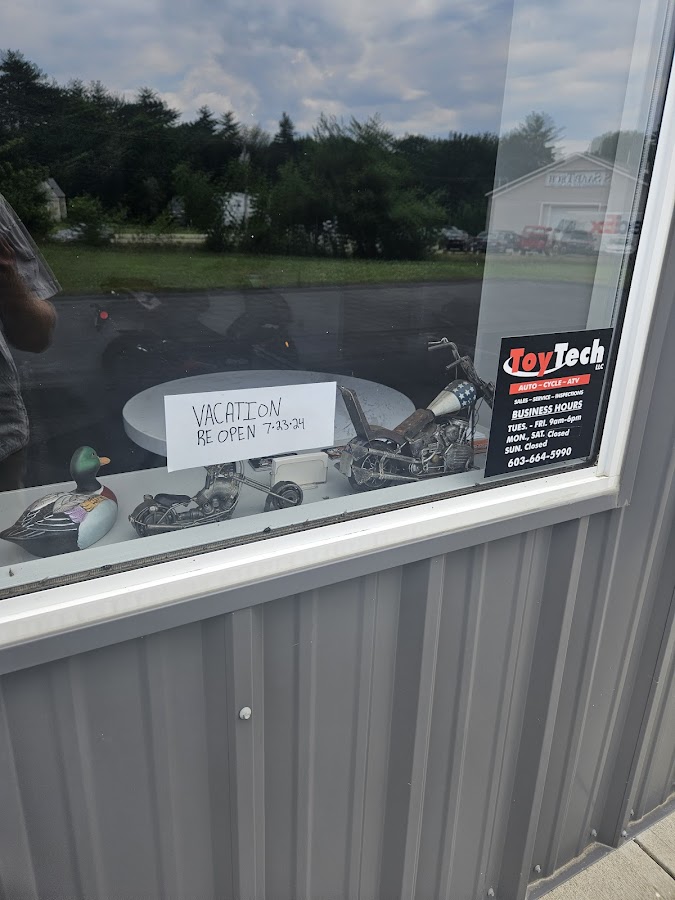 VACATION
RE OPEN 7·23·24
ToyTech LLC
AUTO - CYCLE - ATV
SALES - SERVICE - INSPECTIONS
BUSINESS HOURS
TUES. - FRI. 9am-6pm
MON., SAT. Closed
SUN. Closed
603-664-5990